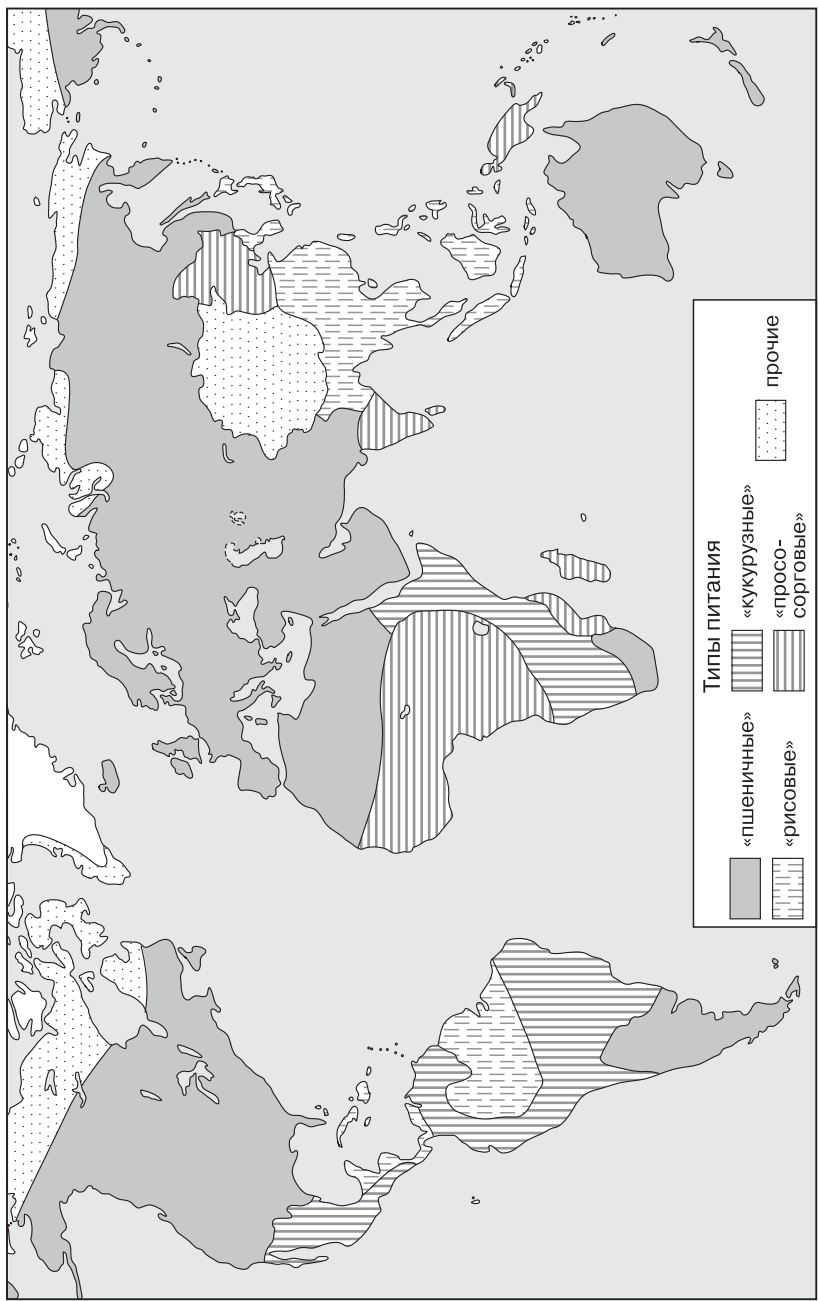 Типы питания
«пшеничные»
«рисовые»
«кукурузные»
«просо-
сорговые»
прочие